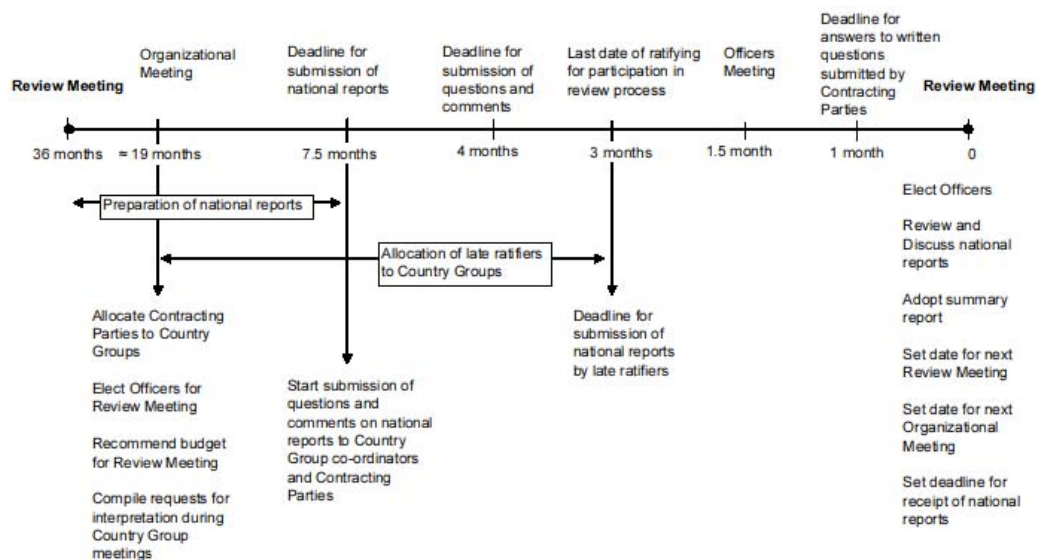 Review Meeting
Organizational
Meeting
Deadline for
submission of
national reports
Deadline for
submission of
questions and
comments
Last date of ratifying
for participation in
review process
Officers
Meeting
Deadline for
answers to written
questions
submitted by
Contracting
Parties
Review Meeting
36 months
≈ 19 months
7.5 months
4 months
3 months
1.5 month
1 month
0
Preparation of national reports
Allocation of late ratifiers
to Country Groups
Allocate Contracting
Parties to Country
Groups
Elect Officers for
Review Meeting
Recommend budget
for Review Meeting
Compile requests for
interpretation during
Country Group
meetings
Start submission of
questions and
comments on national
reports to Country
Group co-ordinators
and Contracting
Parties
Deadline for
submission of
national reports
by late ratifiers
Elect Officers
Review and
Discuss national
reports
Adopt summary
report
Set date for next
Review Meeting
Set date for next
Organizational
Meeting
Set deadline for
receipt of national
reports